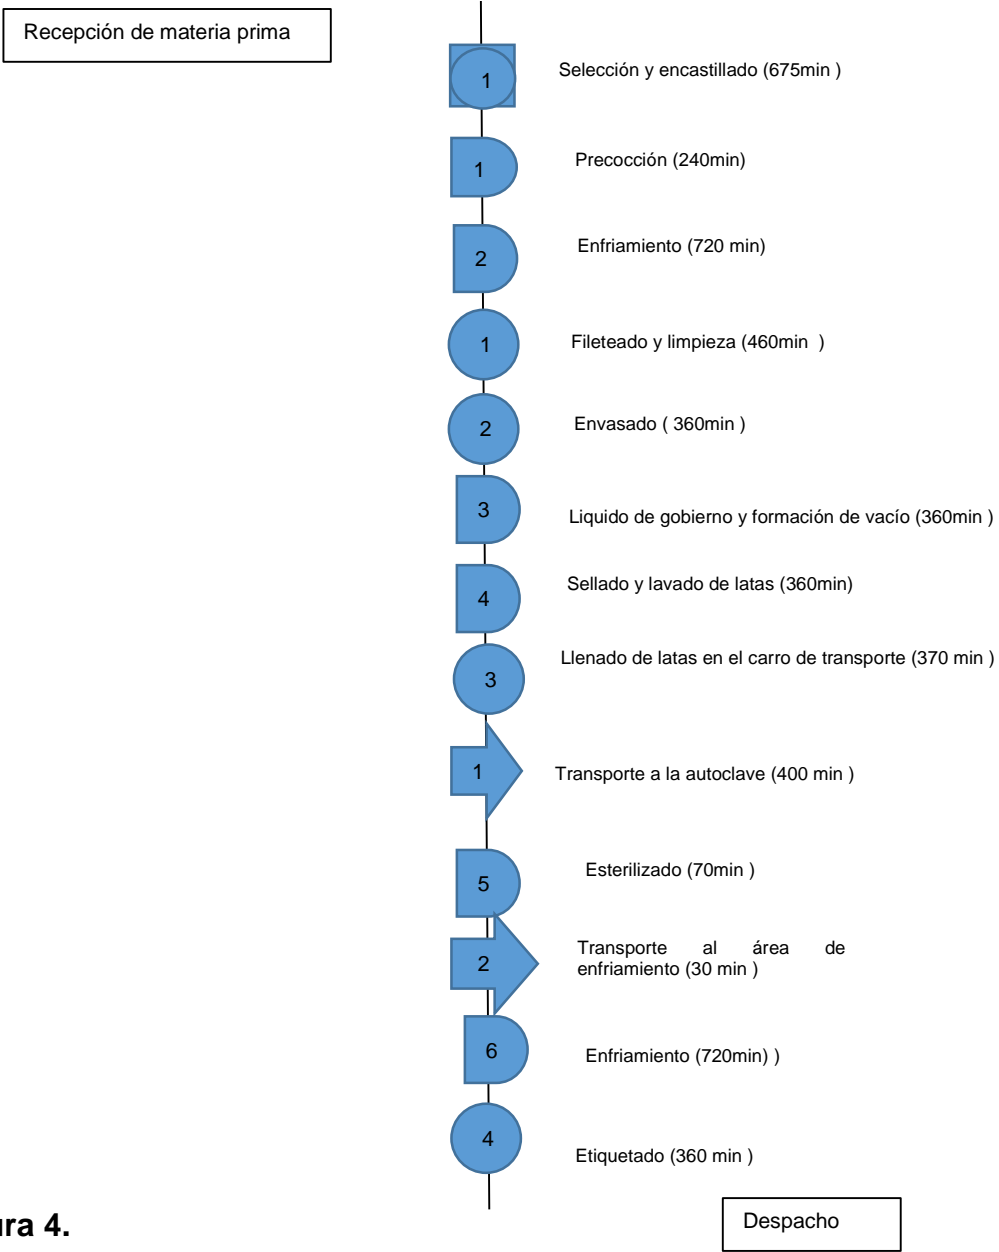 Recepción de materia prima
1
Selección y encastillado (675min )
1
Precocción (240min)
2
Enfriamiento (720 min)
1
Fileteado y limpieza (460min  )
2
Envasado ( 360min )
3
Liquido de gobierno y formación de vacío (360min )
4
Sellado y lavado de latas (360min)
3
Llenado de latas en el carro de transporte (370 min )
1
Transporte a la autoclave (400 min )
5
Esterilizado (70min )
2
Transporte al área de
enfriamiento (30 min )
6
Enfriamiento (720min) )
4
Etiquetado (360 min )
ura 4.
Despacho